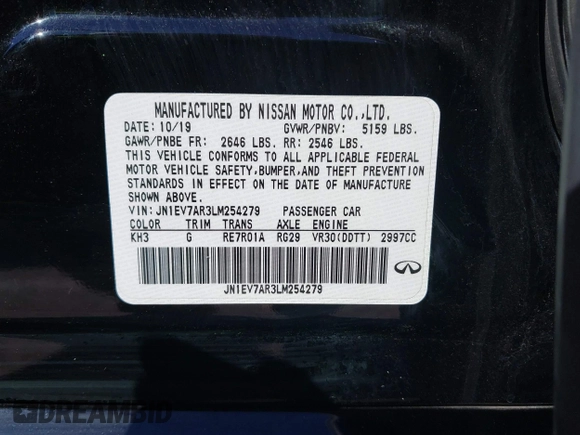 MANUFACTURED BY NISSAN MOTOR CO.,LTD.
DATE: 10/19 GVWR/PNBV: 5159 LBS.
GAWR/PNBE FR: 2646 LBS. RR: 2546 LBS.
THIS VEHICLE CONFORMS TO ALL APPLICABLE FEDERAL
MOTOR VEHICLE SAFETY,BUMPER,AND THEFT PREVENTION
STANDARDS IN EFFECT ON THE DATE OF MANUFACTURE
SHOWN ABOVE.
VIN: JN1EV7AR3LM254279 PASSENGER CAR
COLOR TRIM TRANS AXLE ENGINE
KH3 G RE7R01A RG29 VR30(DDTT) 2997CC
JN1EV7AR3LM254279
DREAMBID